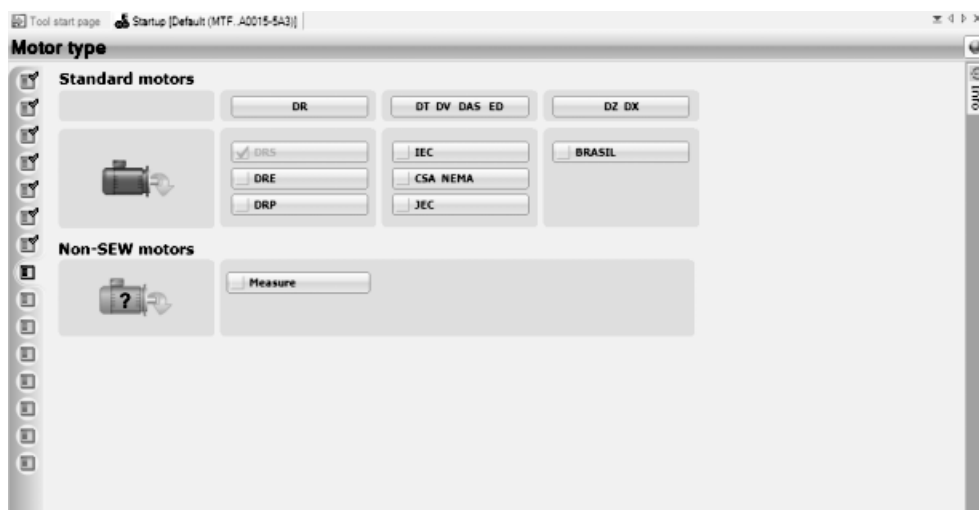 Tool start page Startup [Default (MTF..A0015-5A3)]
Motor type
Info
Standard motors
DR DT DV DAS ED DZ DX
DRS IEC BRASIL
DRE CSA NEMA
DRP JEC
Non-SEW motors
? Measure